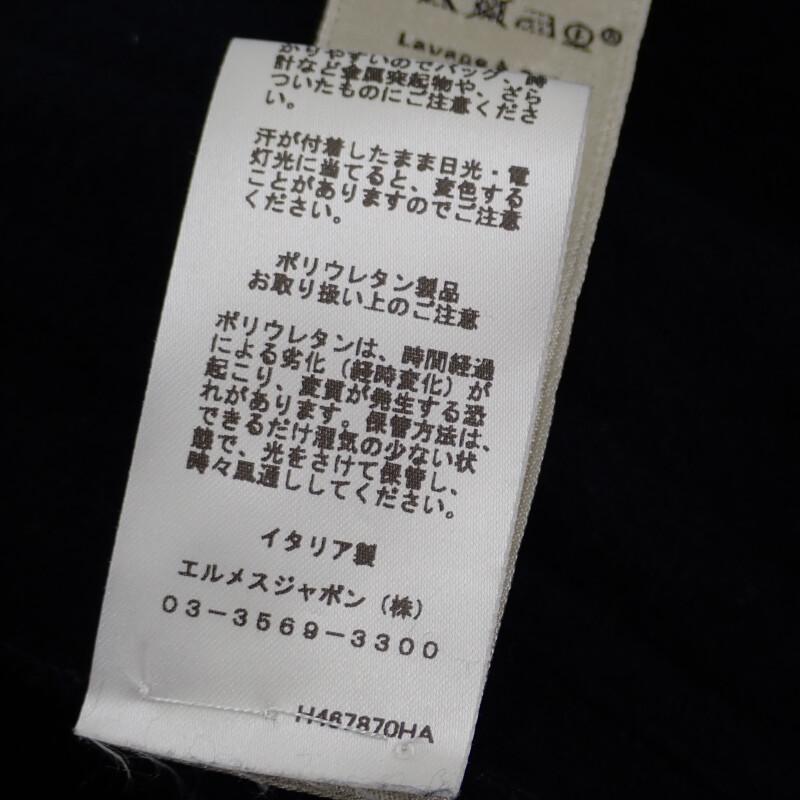 Lavage à
かりやすいのでバッグ、時
計など金属突起物や、ざら
ついたものにご注意くださ
い。
汗が付着したまま日光・電
灯光に当てると、変色する
ことがありますのでご注意
ください。
ポリウレタン製品
お取り扱い上のご注意
ポリウレタンは、時間経過
による劣化（経時変化）が
起こり、変質が発生する恐
れがあります。保管方法は、
できるだけ湿気の少ない状
態で、光をさけて保管し、
時々風通ししてください。
イタリア製
エルメスジャポン（株）
03-3569-3300
H467870HA